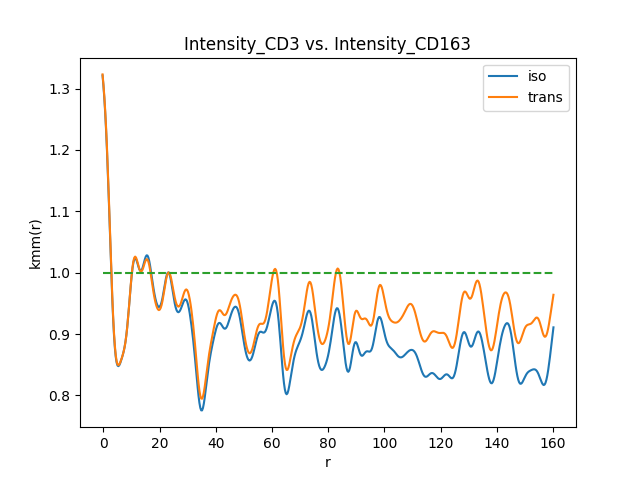 Intensity_CD3 vs. Intensity_CD163
iso
trans
1.3
1.2
1.1
1.0
0.9
0.8
kmm(r)
0 20 40 60 80 100 120 140 160
r